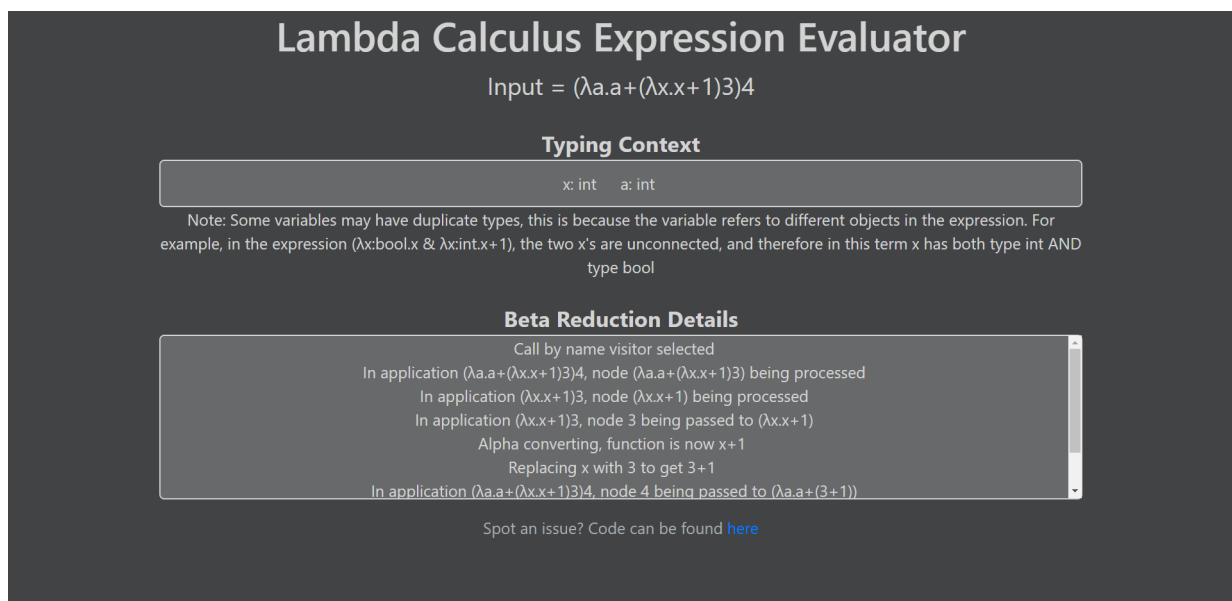 Lambda Calculus Expression Evaluator
Input = (λa.a+(λx.x+1)3)4
Typing Context
x: int a: int
Note: Some variables may have duplicate types, this is because the variable refers to different objects in the expression. For
example, in the expression (λx:bool.x & λx:int.x+1), the two x's are unconnected, and therefore in this term x has both type int AND
type bool
Beta Reduction Details
Call by name visitor selected
In application (λa.a+(λx.x+1)3)4, node (λa.a+(λx.x+1)3) being processed
In application (λx.x+1)3, node (λx.x+1) being processed
In application (λx.x+1)3, node 3 being passed to (λx.x+1)
Alpha converting, function is now x+1
Replacing x with 3 to get 3+1
In application (λa.a+(λx.x+1)3)4, node 4 being passed to (λa.a+(3+1))
Spot an issue? Code can be found here